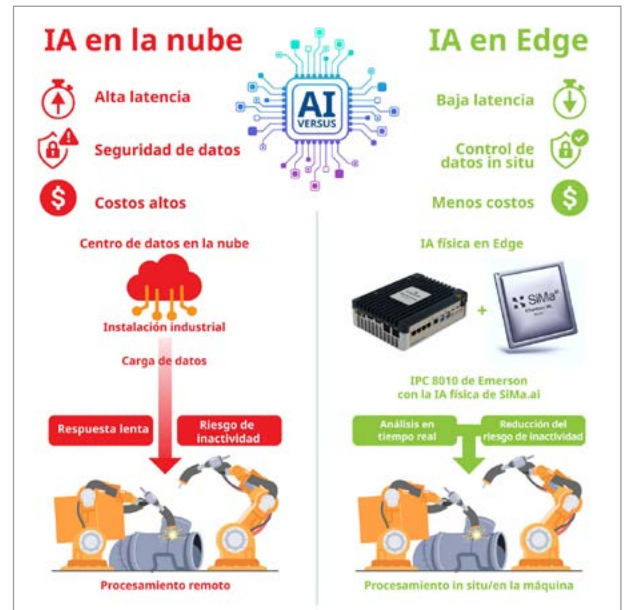 IA en la nube
IA en Edge
AI
VERSUS
Alta latencia
Seguridad de datos
Costos altos
Baja latencia
Control de
datos in situ
Menos costos
Centro de datos en la nube
Instalación industrial
Carga de datos
Respuesta lenta
Riesgo de
inactividad
Procesamiento remoto
IA física en Edge
+
SiMa
IPC 8010 de Emerson
con la IA física de SiMa.ai
Análisis en
tiempo real
Reducción del
riesgo de inactividad
Procesamiento in situ/en la máquina